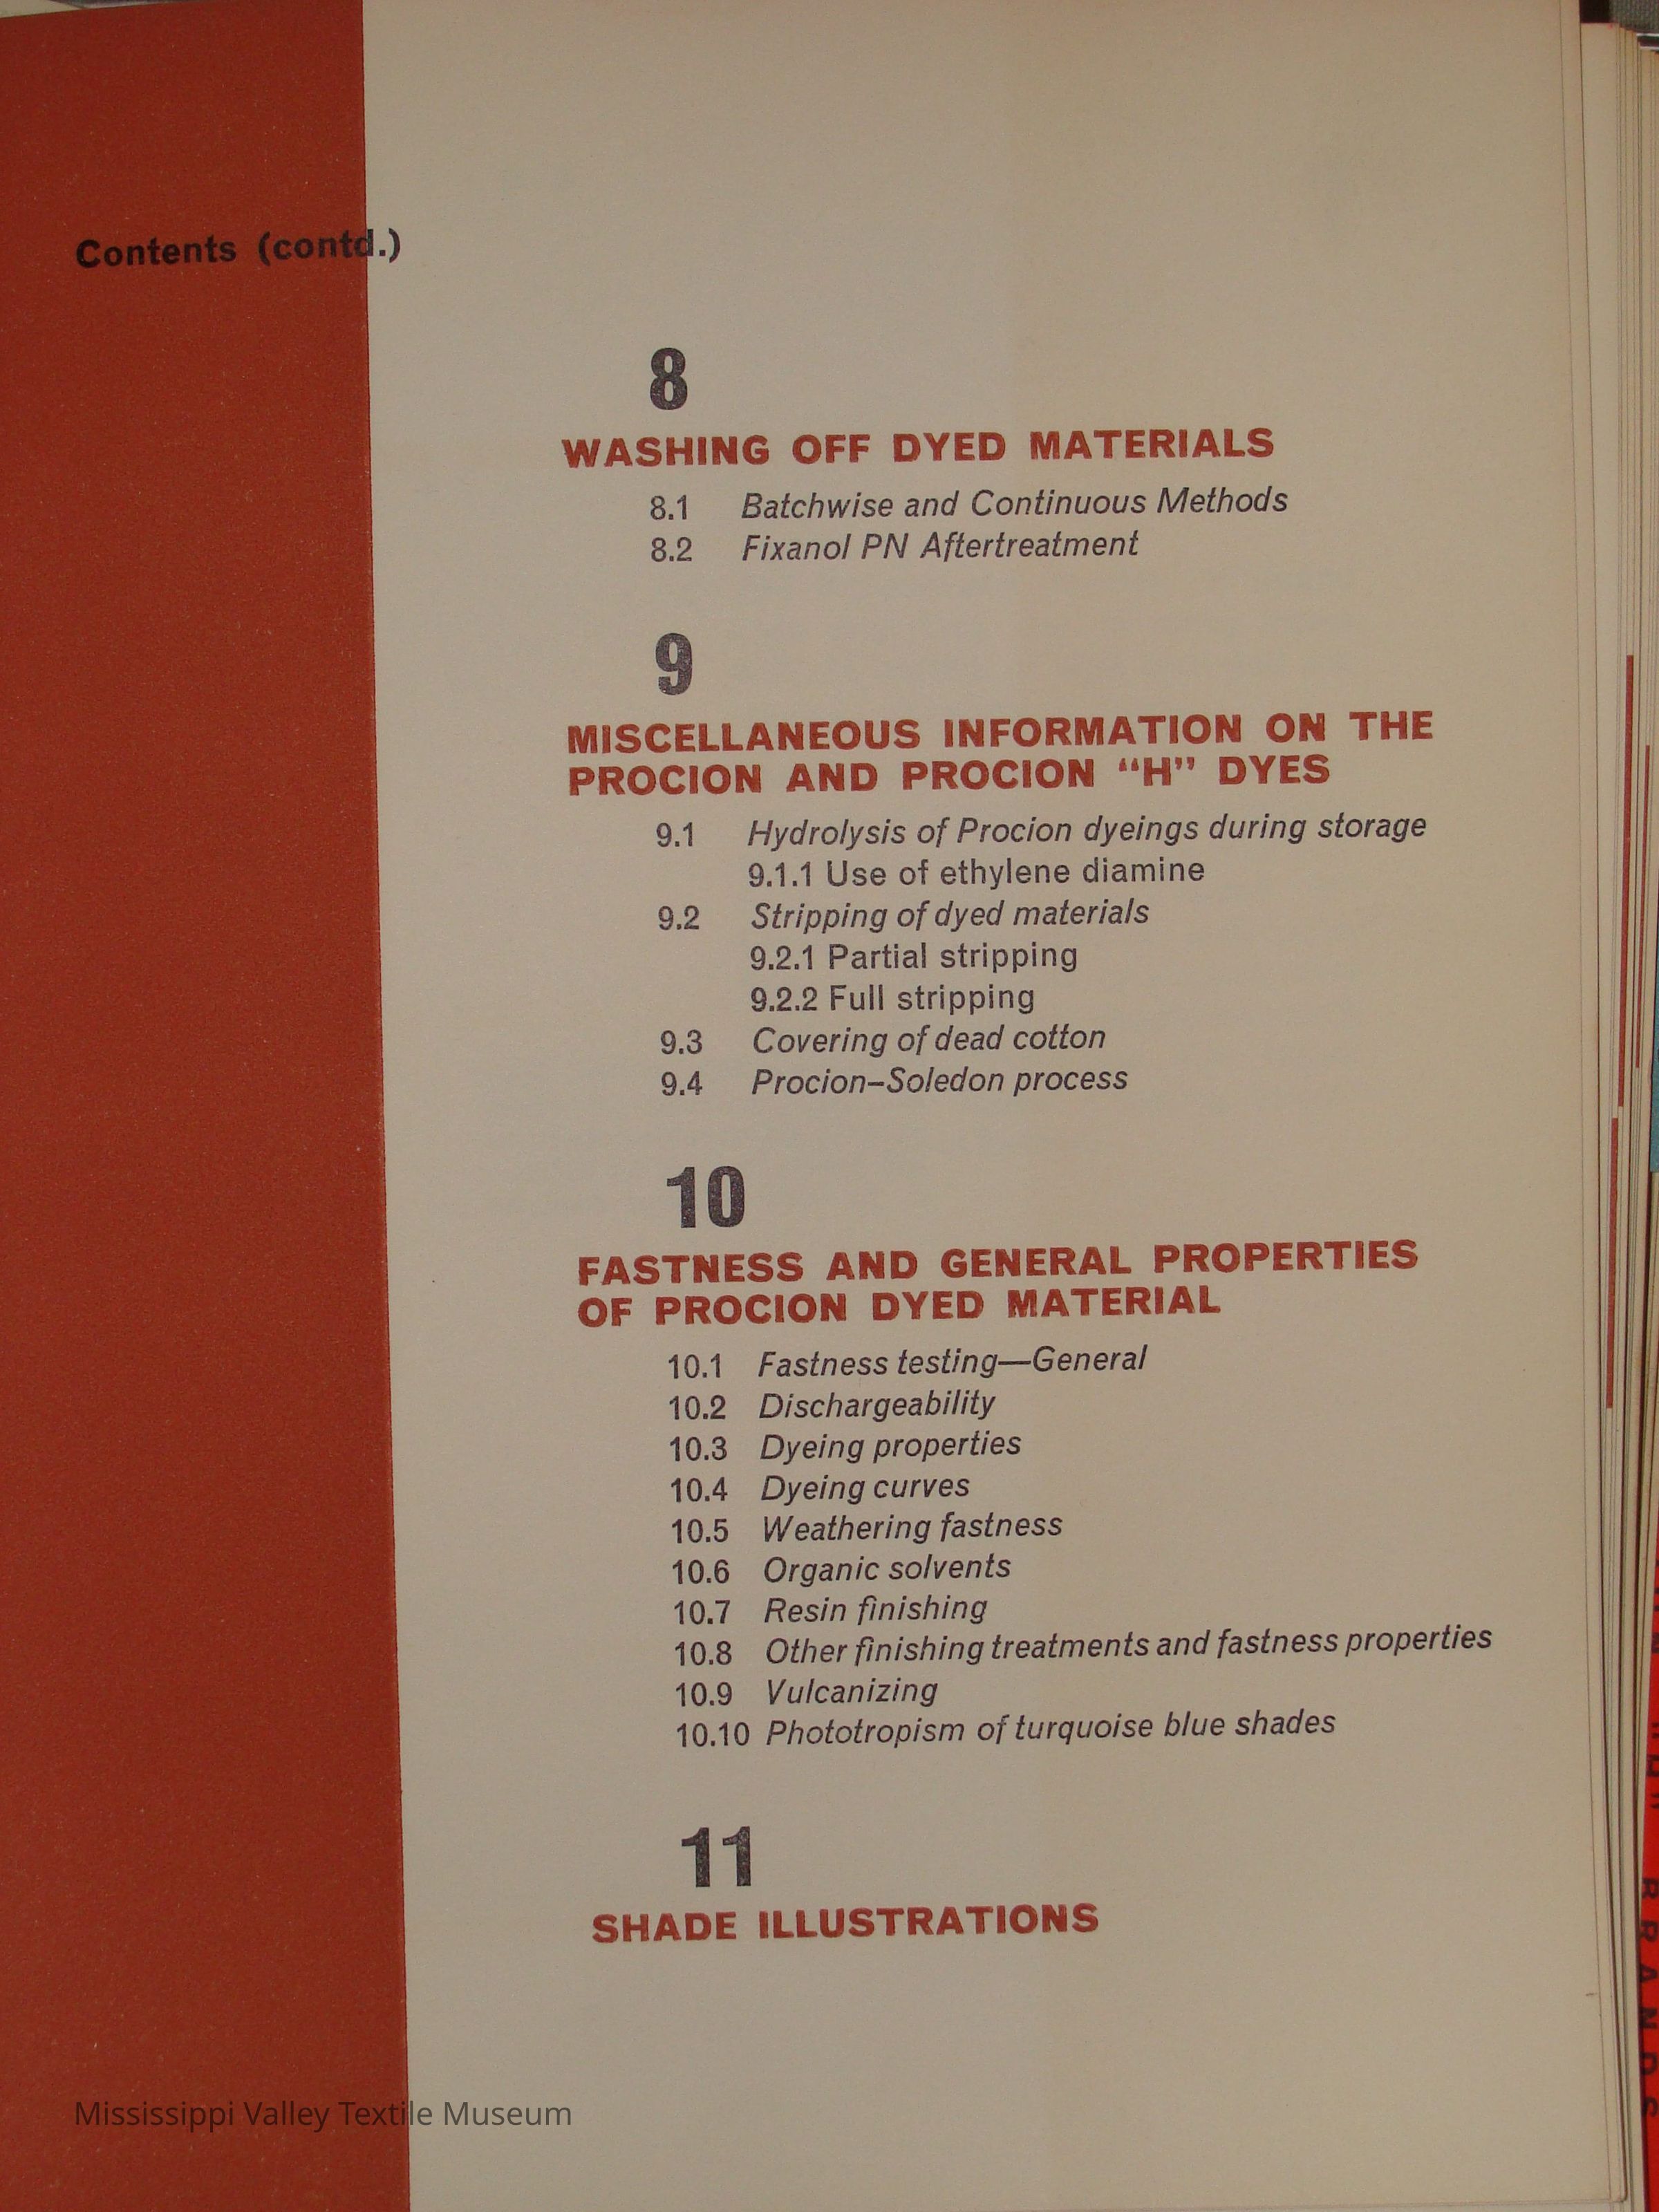 Contents (contd.)
8
WASHING OFF DYED MATERIALS
8.1 Batchwise and Continuous Methods
8.2 Fixanol PN Aftertreatment
9
MISCELLANEOUS INFORMATION ON THE
PROCION AND PROCION “H” DYES
9.1 Hydrolysis of Procion dyeings during storage
9.1.1 Use of ethylene diamine
9.2 Stripping of dyed materials
9.2.1 Partial stripping
9.2.2 Full stripping
9.3 Covering of dead cotton
9.4 Procion–Soledon process
10
FASTNESS AND GENERAL PROPERTIES
OF PROCION DYED MATERIAL
10.1 Fastness testing—General
10.2 Dischargeability
10.3 Dyeing properties
10.4 Dyeing curves
10.5 Weathering fastness
10.6 Organic solvents
10.7 Resin finishing
10.8 Other finishing treatments and fastness properties
10.9 Vulcanizing
10.10 Phototropism of turquoise blue shades
11
SHADE ILLUSTRATIONS
Mississippi Valley Textile Museum